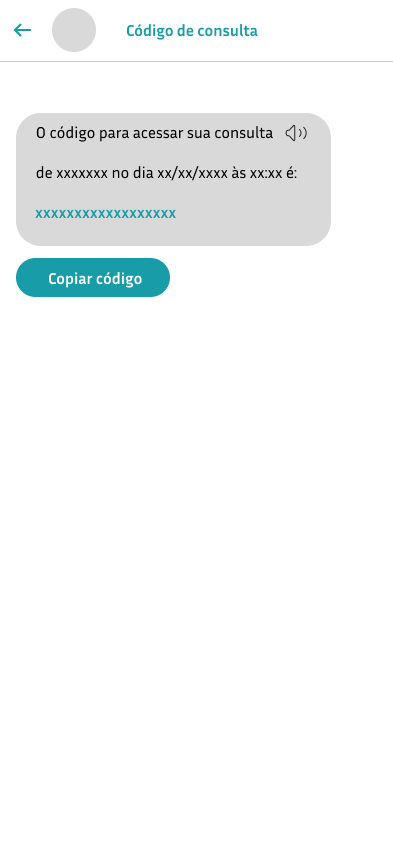 Código de consulta
O código para acessar sua consulta
de xxxxxxx no dia xx/xx/xxxx às xx:xx é:
xxxxxxxxxxxxxxxxxx
Copiar código